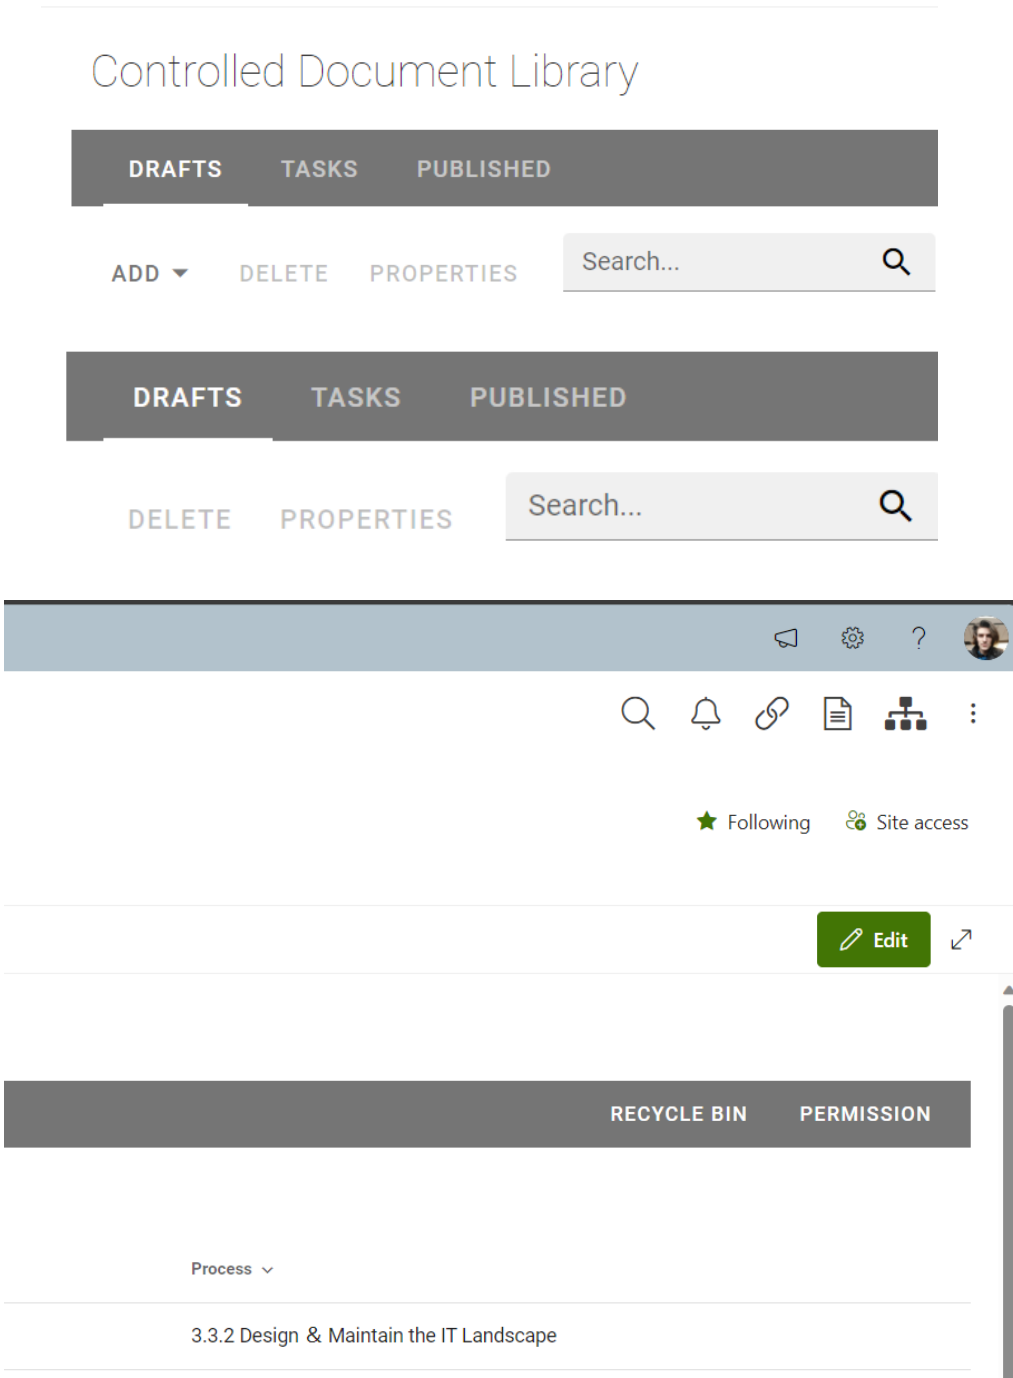 Controlled Document Library
DRAFTS TASKS PUBLISHED
ADD DELETE PROPERTIES Search...
DRAFTS TASKS PUBLISHED
DELETE PROPERTIES Search...
?
Following Site access
Edit
RECYCLE BIN PERMISSION
Process
3.3.2 Design & Maintain the IT Landscape